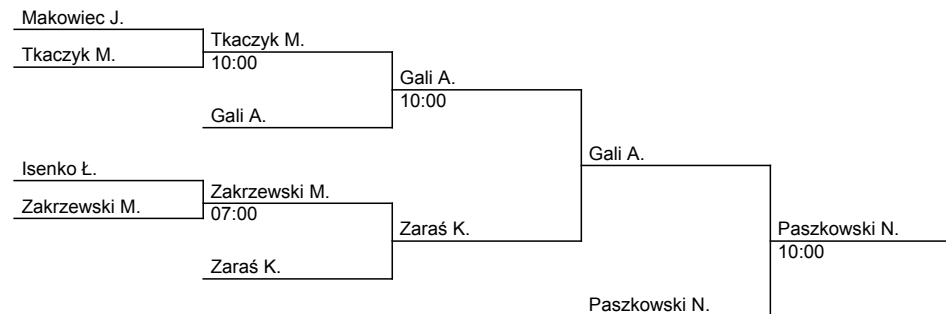 Makowiec J.
Tkaczyk M.
Tkaczyk M.
10:00
Gali A.
10:00
Gali A.
Gali A.
Isenko Ł.
Zakrzewski M.
Zakrzewski M.
07:00
Zaraś K.
Zaraś K.
Paszkowski N.
10:00
Paszkowski N.